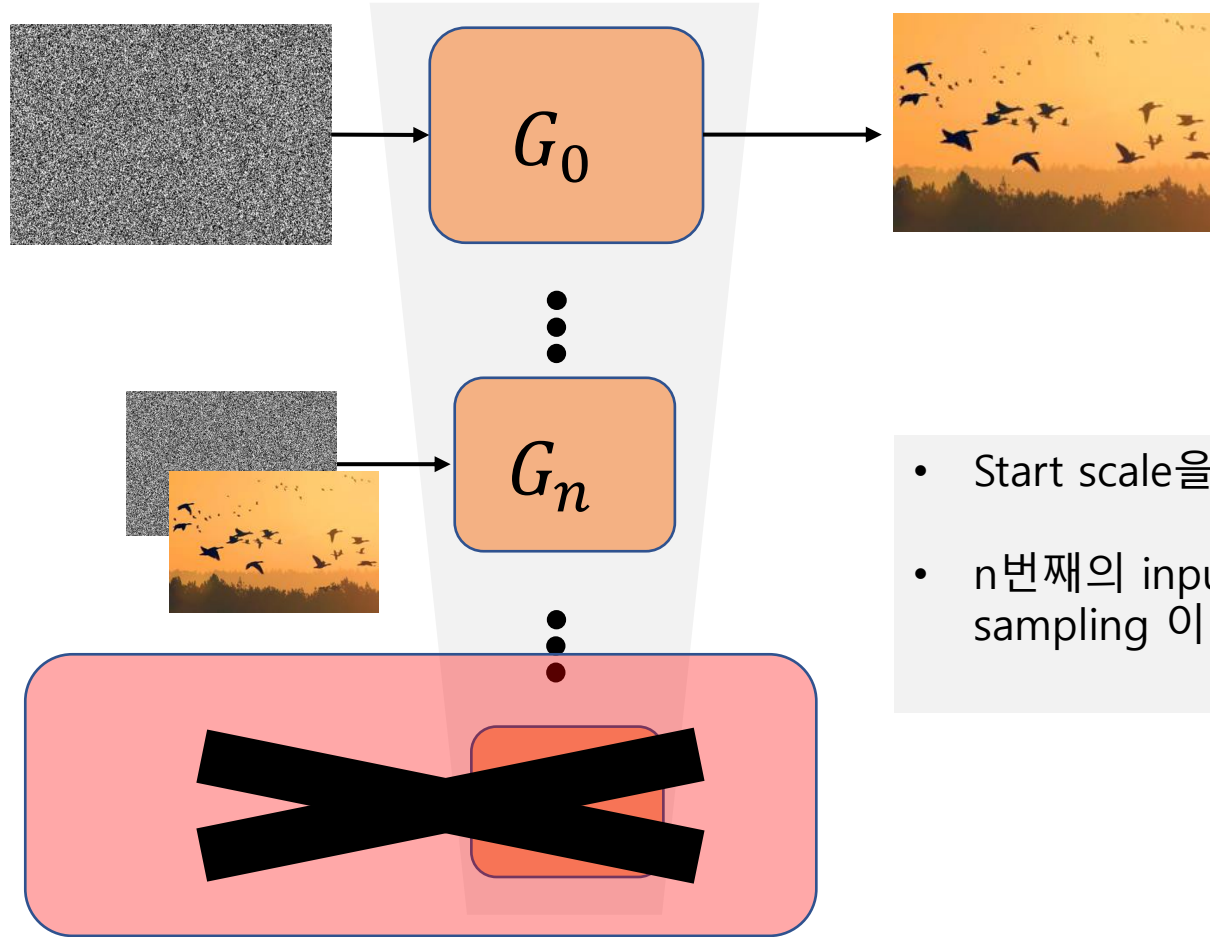 G₀
Gₙ
• Start scale을
• n번째의 inpu
sampling 이